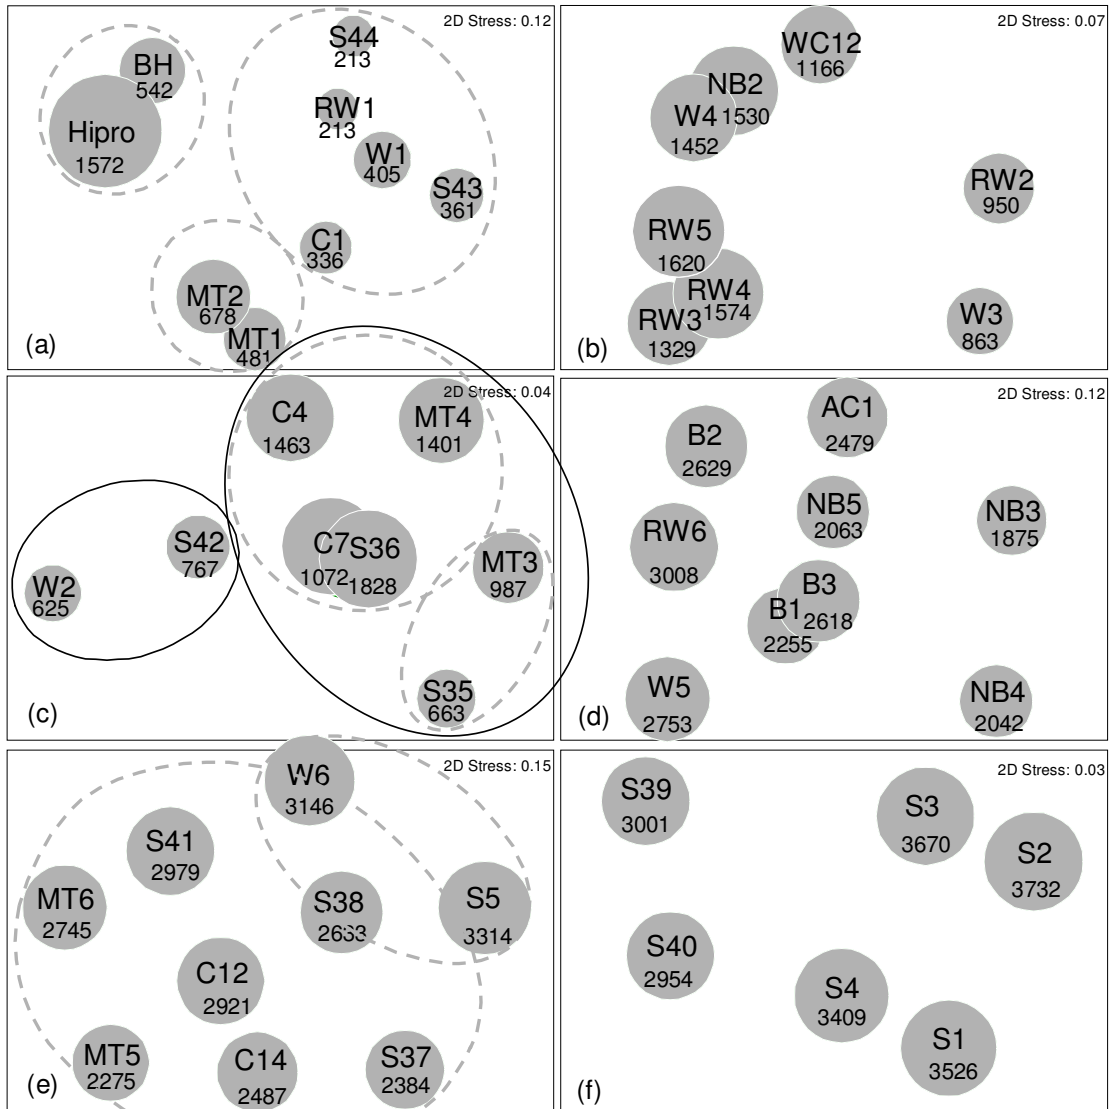 2D Stress: 0.12
S44
213
BH
542
RW1
213
Hipro
1572
W1
405
S43
361
C1
336
MT2
678
MT1
481
(a)
2D Stress: 0.07
WC12
1166
NB2
1530
W4
1452
RW2
950
RW5
1620
RW4
1574
RW3
1329
W3
863
(b)
2D Stress: 0.04
C4
1463
MT4
1401
S42
767
C7
1072
S36
1828
MT3
987
W2
625
S35
663
(c)
2D Stress: 0.12
AC1
2479
B2
2629
NB5
2063
NB3
1875
RW6
3008
B3
2618
B1
2255
W5
2753
NB4
2042
(d)
2D Stress: 0.15
W6
3146
S41
2979
MT6
2745
S38
2633
S5
3314
C12
2921
MT5
2275
C14
2487
S37
2384
(e)
2D Stress: 0.03
S39
3001
S3
3670
S2
3732
S40
2954
S4
3409
S1
3526
(f)